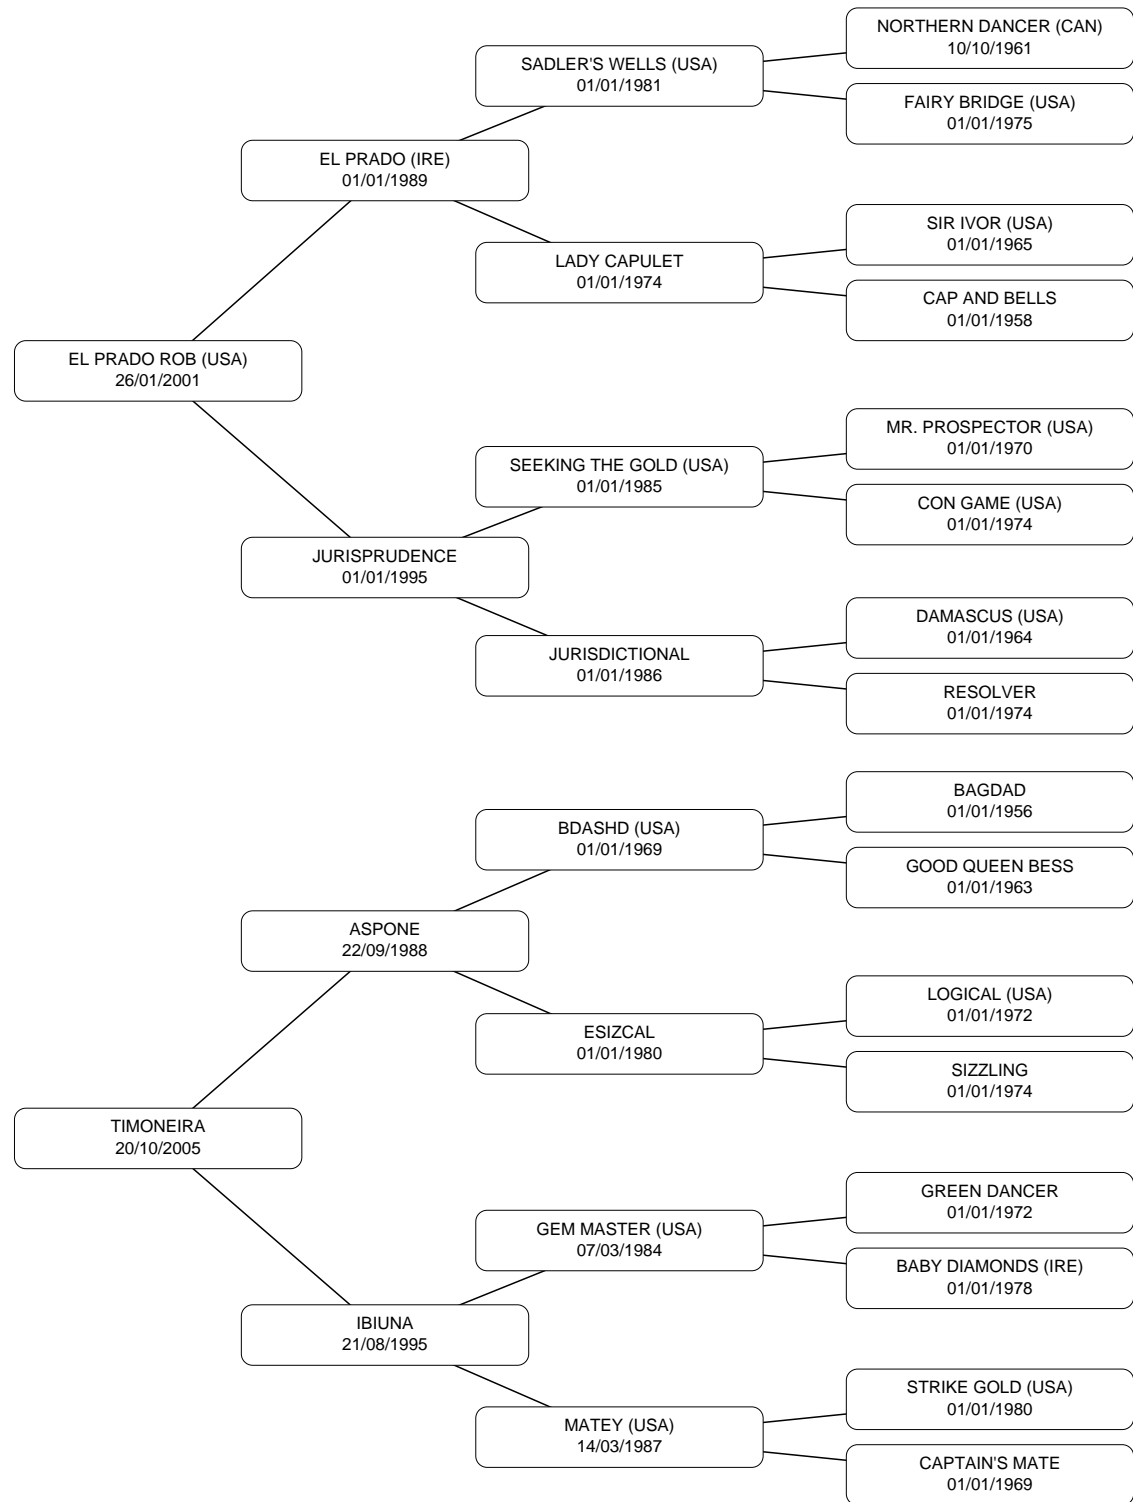 NORTHERN DANCER (CAN)
10/10/1961
SADLER'S WELLS (USA)
01/01/1981
FAIRY BRIDGE (USA)
01/01/1975
EL PRADO (IRE)
01/01/1989
SIR IVOR (USA)
01/01/1965
LADY CAPULET
01/01/1974
CAP AND BELLS
01/01/1958
EL PRADO ROB (USA)
26/01/2001
MR. PROSPECTOR (USA)
01/01/1970
SEEKING THE GOLD (USA)
01/01/1985
CON GAME (USA)
01/01/1974
JURISPRUDENCE
01/01/1995
DAMASCUS (USA)
01/01/1964
JURISDICTIONAL
01/01/1986
RESOLVER
01/01/1974
BAGDAD
01/01/1956
BDASHD (USA)
01/01/1969
GOOD QUEEN BESS
01/01/1963
ASPONE
22/09/1988
LOGICAL (USA)
01/01/1972
ESIZCAL
01/01/1980
SIZZLING
01/01/1974
TIMONEIRA
20/10/2005
GREEN DANCER
01/01/1972
GEM MASTER (USA)
07/03/1984
BABY DIAMONDS (IRE)
01/01/1978
IBIUNA
21/08/1995
STRIKE GOLD (USA)
01/01/1980
MATEY (USA)
14/03/1987
CAPTAIN'S MATE
01/01/1969